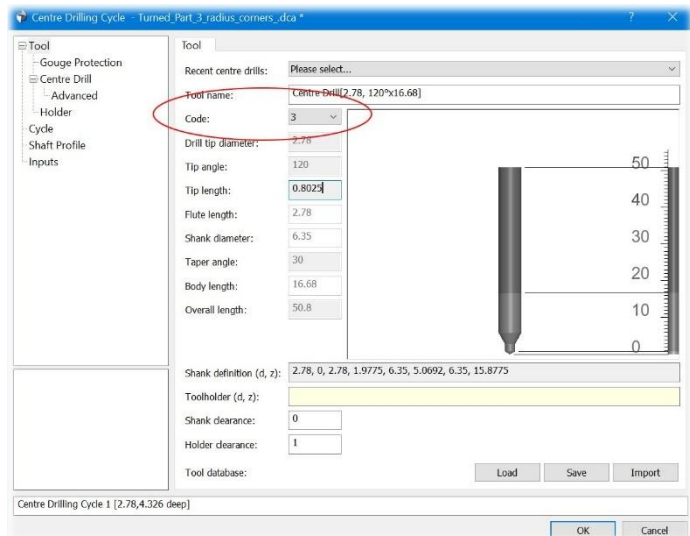 Centre Drilling Cycle - Turned_Part_3_radius_corners_.dca *
? ×
Tool
Gouge Protection
Centre Drill
Advanced
Holder
Cycle
Shaft Profile
Inputs
Tool
Recent centre drills: Please select...
Tool name: Centre Drill[2.78, 120°x16.68]
Code: 3
Drill tip diameter: 2.78
Tip angle: 120
Tip length: 0.8025
Flute length: 2.78
Shank diameter: 6.35
Taper angle: 30
Body length: 16.68
Overall length: 50.8
50
40
30
20
10
0
Shank definition (d, z): 2.78, 0, 2.78, 1.9775, 6.35, 5.0692, 6.35, 15.8775
Toolholder (d, z):
Shank clearance: 0
Holder clearance: 1
Tool database: Load Save Import
Centre Drilling Cycle 1 [2.78,4.326 deep]
OK Cancel